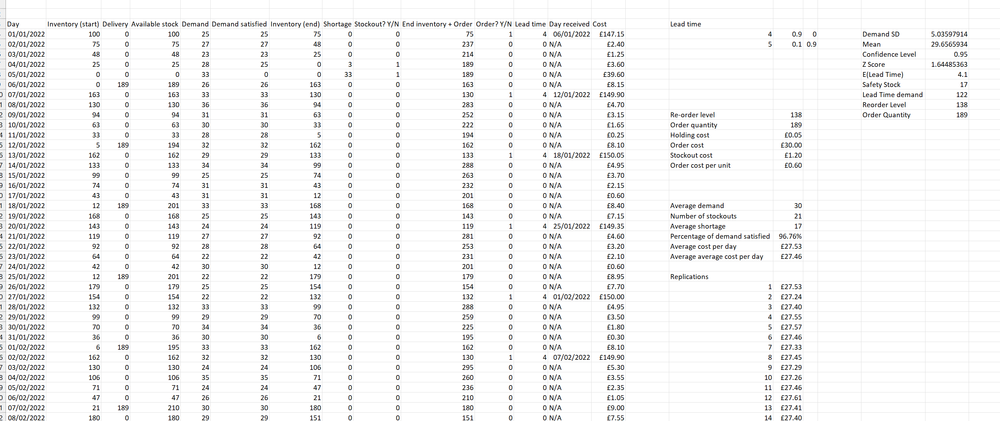 Day Inventory (start) Delivery Available stock Demand Demand satisfied Inventory (end) Shortage Stockout? Y/N End inventory + Order Order? Y/N Lead time Day received Cost Lead time
01/01/2022 100 0 100 25 25 75 0 0 75 1 4 06/01/2022 £147.15 4 0.9 0 Demand SD 5.03597914
02/01/2022 75 0 75 27 27 48 0 0 237 0 0 N/A £2.40 5 0.1 0.9 Mean 29.6565934
03/01/2022 48 0 48 23 23 25 0 0 214 0 0 N/A £1.25 Confidence Level 0.95
04/01/2022 25 0 25 28 25 0 3 1 189 0 0 N/A £3.60 Z Score 1.64485363
05/01/2022 0 0 0 33 0 0 33 1 189 0 0 N/A £39.60 E(Lead Time) 4.1
06/01/2022 0 189 189 26 26 163 0 0 163 0 0 N/A £8.15 Safety Stock 17
07/01/2022 163 0 163 33 33 130 0 0 130 1 4 12/01/2022 £149.90 Lead Time demand 122
08/01/2022 130 0 130 36 36 94 0 0 283 0 0 N/A £4.70 Reorder Level 138
09/01/2022 94 0 94 31 31 63 0 0 252 0 0 N/A £3.15 Re-order level 138 Order Quantity 189
10/01/2022 63 0 63 30 30 33 0 0 222 0 0 N/A £1.65 Order quantity 189
11/01/2022 33 0 33 28 28 5 0 0 194 0 0 N/A £0.25 Holding cost £0.05
12/01/2022 5 189 194 32 32 162 0 0 162 0 0 N/A £8.10 Order cost £30.00
13/01/2022 162 0 162 29 29 133 0 0 133 1 4 18/01/2022 £150.05 Stockout cost £1.20
14/01/2022 133 0 133 34 34 99 0 0 288 0 0 N/A £4.95 Order cost per unit £0.60
15/01/2022 99 0 99 25 25 74 0 0 263 0 0 N/A £3.70
16/01/2022 74 0 74 31 31 43 0 0 232 0 0 N/A £2.15
17/01/2022 43 0 43 31 31 12 0 0 201 0 0 N/A £0.60
18/01/2022 12 189 201 33 33 168 0 0 168 0 0 N/A £8.40 Average demand 30
19/01/2022 168 0 168 25 25 143 0 0 143 0 0 N/A £7.15 Number of stockouts 21
20/01/2022 143 0 143 24 24 119 0 0 119 1 4 25/01/2022 £149.35 Average shortage 17
21/01/2022 119 0 119 27 27 92 0 0 281 0 0 N/A £4.60 Percentage of demand satisfied 96.76%
22/01/2022 92 0 92 28 28 64 0 0 253 0 0 N/A £3.20 Average cost per day £27.53
23/01/2022 64 0 64 22 22 42 0 0 231 0 0 N/A £2.10 Average average cost per day £27.46
24/01/2022 42 0 42 30 30 12 0 0 201 0 0 N/A £0.60
25/01/2022 12 189 201 22 22 179 0 0 179 0 0 N/A £8.95 Replications
26/01/2022 179 0 179 25 25 154 0 0 154 0 0 N/A £7.70 1 £27.53
27/01/2022 154 0 154 22 22 132 0 0 132 1 4 01/02/2022 £150.00 2 £27.24
28/01/2022 132 0 132 33 33 99 0 0 288 0 0 N/A £4.95 3 £27.40
29/01/2022 99 0 99 29 29 70 0 0 259 0 0 N/A £3.50 4 £27.55
30/01/2022 70 0 70 34 34 36 0 0 225 0 0 N/A £1.80 5 £27.57
31/01/2022 36 0 36 30 30 6 0 0 195 0 0 N/A £0.30 6 £27.46
01/02/2022 6 189 195 33 33 162 0 0 162 0 0 N/A £8.10 7 £27.33
02/02/2022 162 0 162 32 32 130 0 0 130 1 4 07/02/2022 £149.90 8 £27.45
03/02/2022 130 0 130 24 24 106 0 0 295 0 0 N/A £5.30 9 £27.29
04/02/2022 106 0 106 35 35 71 0 0 260 0 0 N/A £3.55 10 £27.26
05/02/2022 71 0 71 24 24 47 0 0 236 0 0 N/A £2.35 11 £27.46
06/02/2022 47 0 47 26 26 21 0 0 210 0 0 N/A £1.05 12 £27.61
07/02/2022 21 189 210 30 30 180 0 0 180 0 0 N/A £9.00 13 £27.41
08/02/2022 180 0 180 29 29 151 0 0 151 0 0 N/A £7.55 14 £27.40